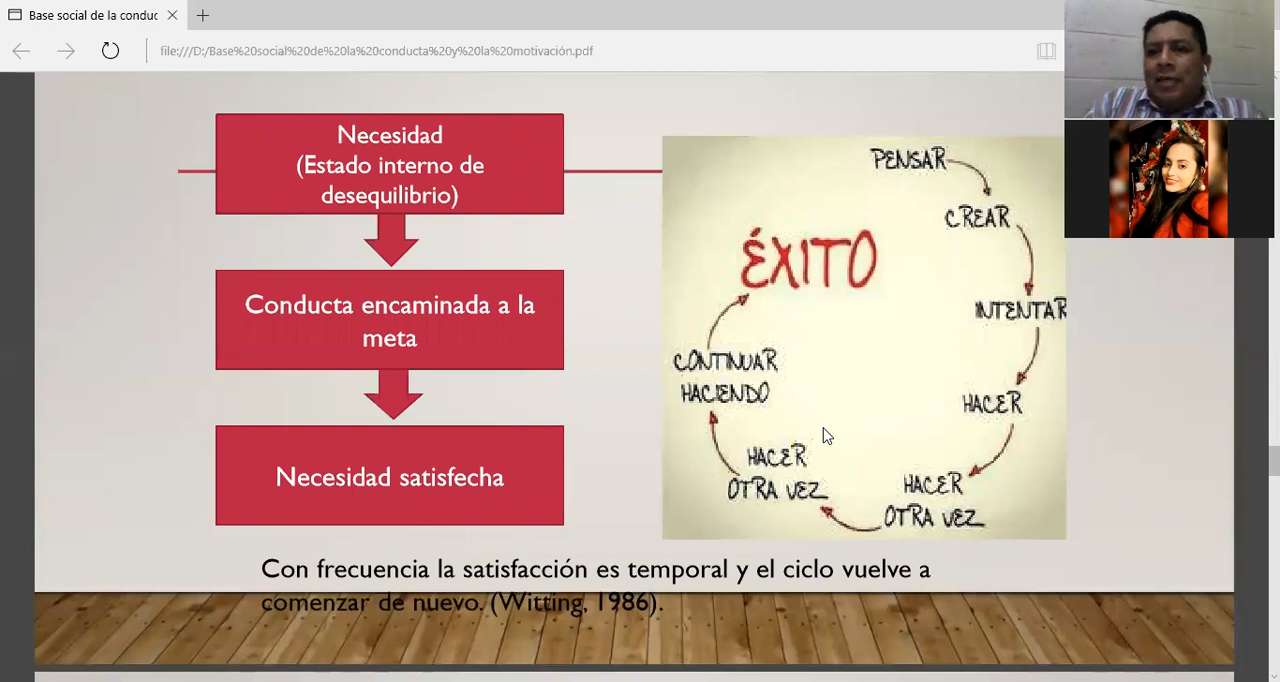 Base social de la conduc
file:///D:/Base%20social%20de%20la%20conducta%20y%20la%20motivación.pdf
Necesidad
(Estado interno de
desequilibrio)
Conducta encaminada a la
meta
Necesidad satisfecha
PENSAR
CREAR
INTENTAR
HACER
HACER
OTRA VEZ
HACER
OTRA VEZ
CONTINUAR
HACIENDO
ÉXITO
Con frecuencia la satisfacción es temporal y el ciclo vuelve a
comenzar de nuevo. (Witting, 1986).